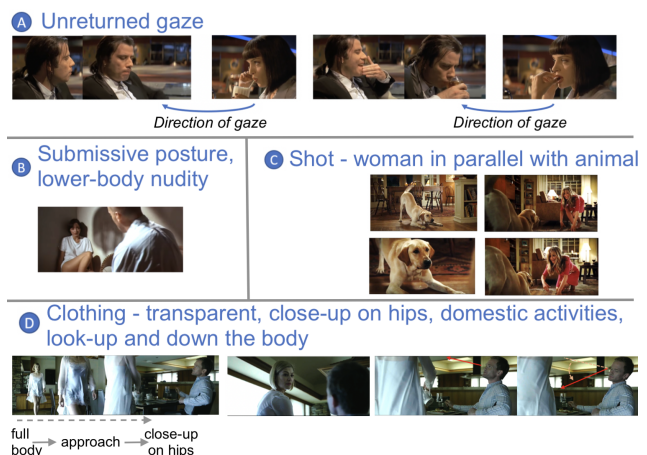 A Unreturned gaze
Direction of gaze
Direction of gaze
B Submissive posture,
lower-body nudity
C Shot - woman in parallel with animal
D Clothing - transparent, close-up on hips, domestic activities,
look-up and down the body
full
body
approach
close-up
on hips